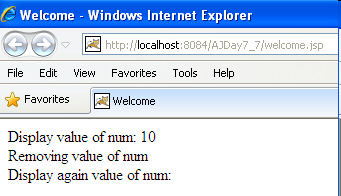 Welcome - Windows Internet Explorer
http://localhost:8084/AJDay7_7/welcome.jsp
File Edit View Favorites Tools Help
Favorites Welcome
Display value of num: 10
Removing value of num
Display again value of num: